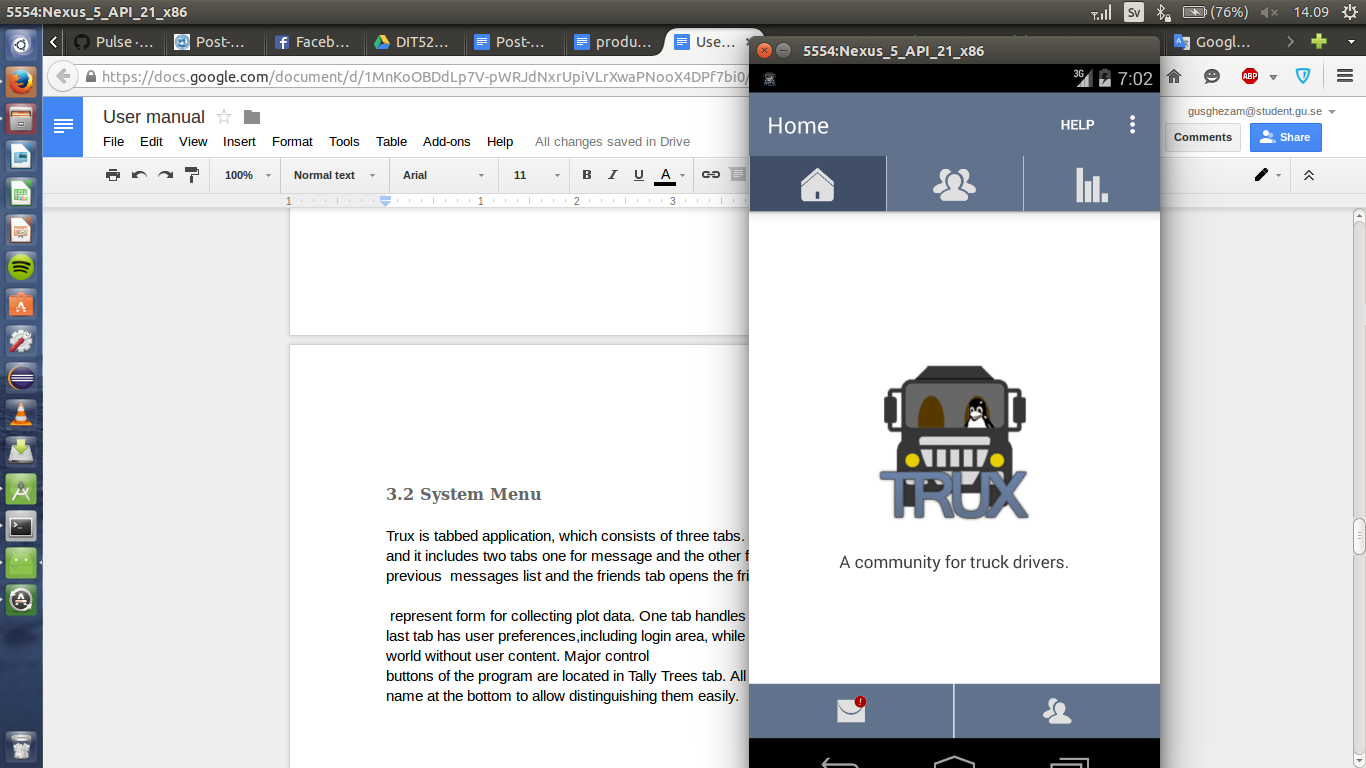 5554:Nexus_5_API_21_x86
Sv
(76%)
14.09
Pulse ·...
Post-...
Faceb...
DIT52...
Post-...
produ...
Use...
Googl...
https://docs.google.com/document/d/1MnKoOBDdLp7V-pWRJdNxrUpiVLrXwaPNooX4DPf7bi0/
ABP
User manual
gusghezam@student.gu.se
File Edit View Insert Format Tools Table Add-ons Help All changes saved in Drive
Comments
Share
100% Normal text Arial 11 B I U A
1 1 2 3
3.2 System Menu
Trux is tabbed application, which consists of three tabs.
and it includes two tabs one for message and the other f
previous messages list and the friends tab opens the fri
represent form for collecting plot data. One tab handles
last tab has user preferences,including login area, while
world without user content. Major control
buttons of the program are located in Tally Trees tab. All
name at the bottom to allow distinguishing them easily.
5554:Nexus_5_API_21_x86
3G
7:02
Home
HELP
TRUX
A community for truck drivers.
!